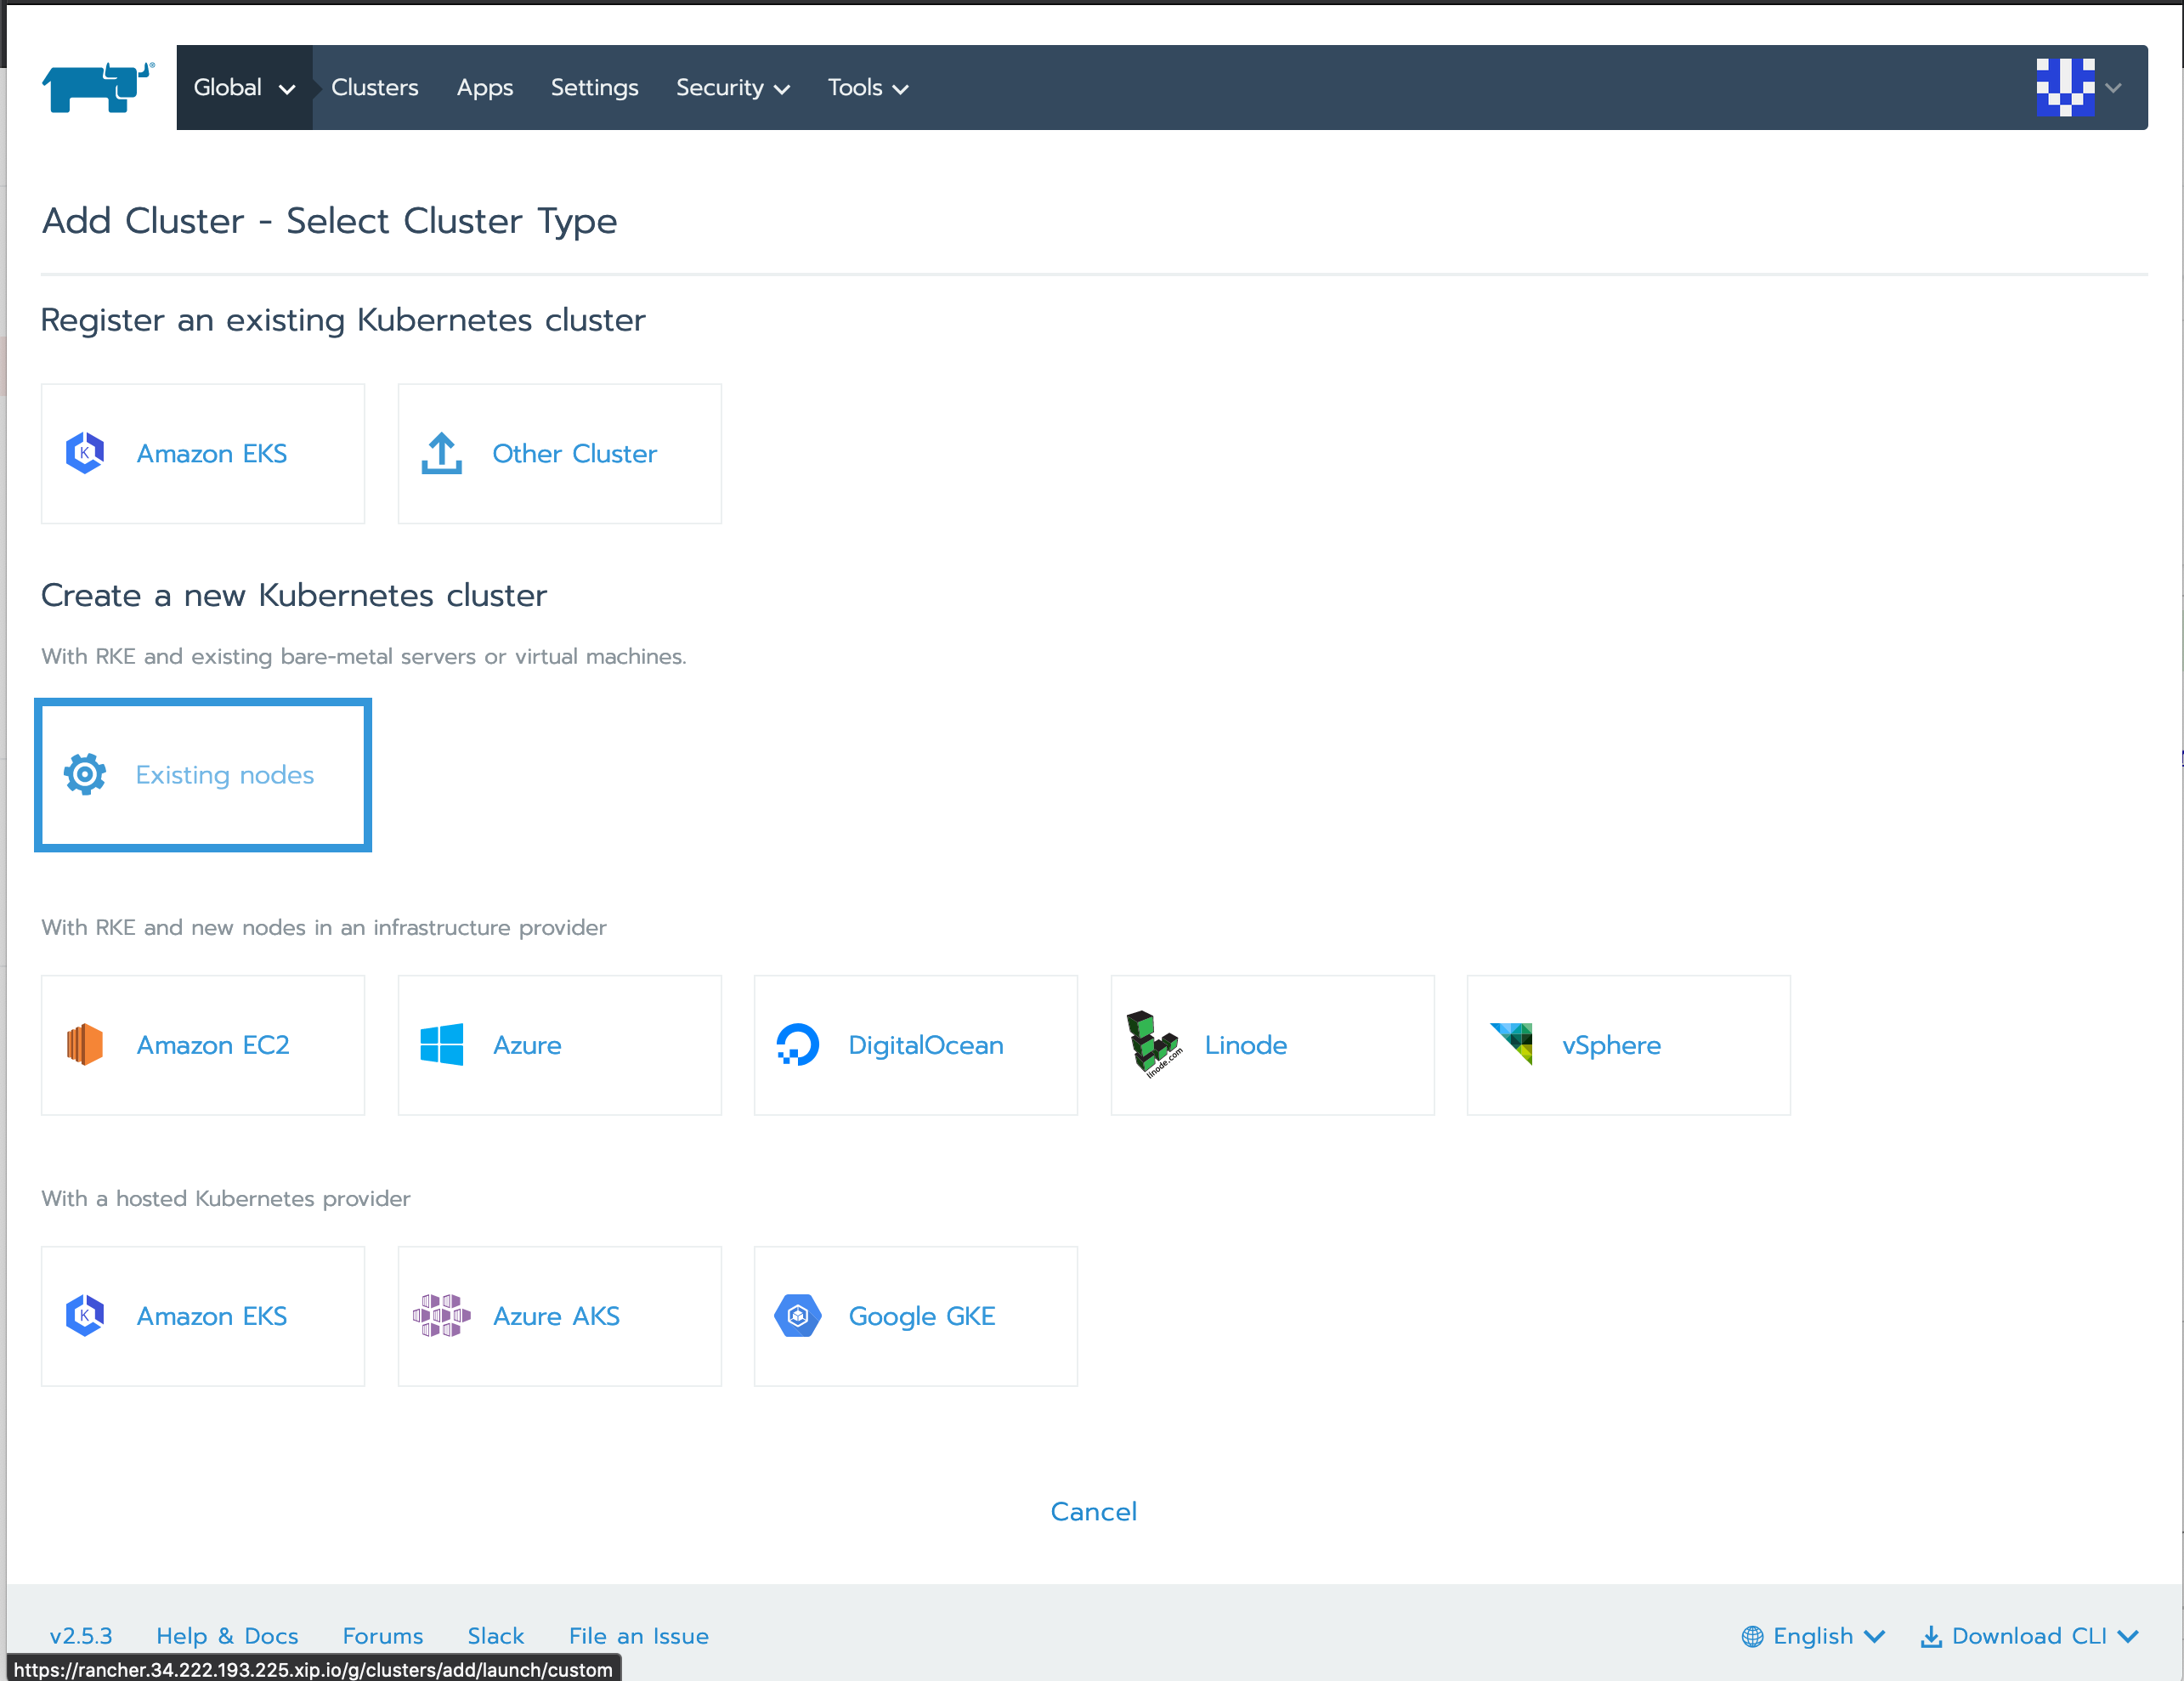 Global Clusters Apps Settings Security Tools
Add Cluster - Select Cluster Type
Register an existing Kubernetes cluster
K Amazon EKS Other Cluster
Create a new Kubernetes cluster
With RKE and existing bare-metal servers or virtual machines.
Existing nodes
With RKE and new nodes in an infrastructure provider
Amazon EC2 Azure DigitalOcean linode.com Linode vSphere
With a hosted Kubernetes provider
K Amazon EKS Azure AKS Google GKE
Cancel
v2.5.3 Help & Docs Forums Slack File an Issue English Download CLI
https://rancher.34.222.193.225.xip.io/g/clusters/add/launch/custom